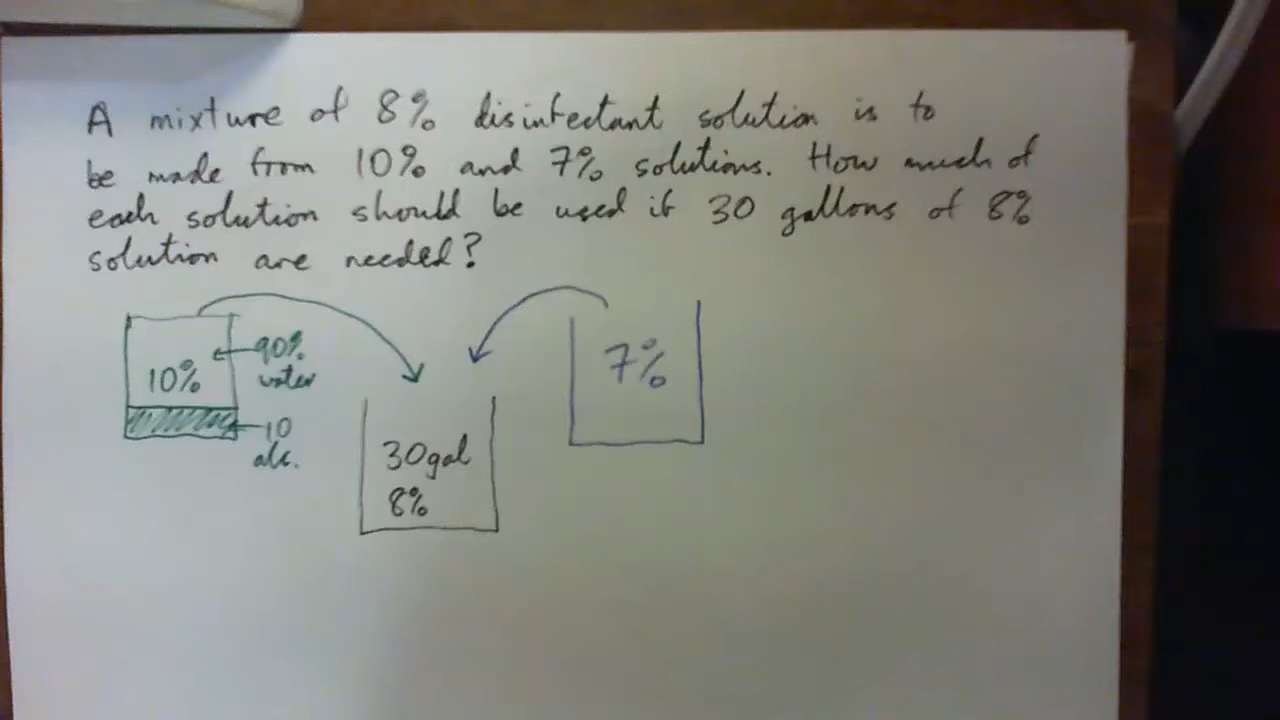 A mixture of 8% disinfectant solution is to
be made from 10% and 7% solutions. How much of
each solution should be used if 30 gallons of 8%
solution are needed?
90%
water
10%
10
alc.
7%
30gal
8%